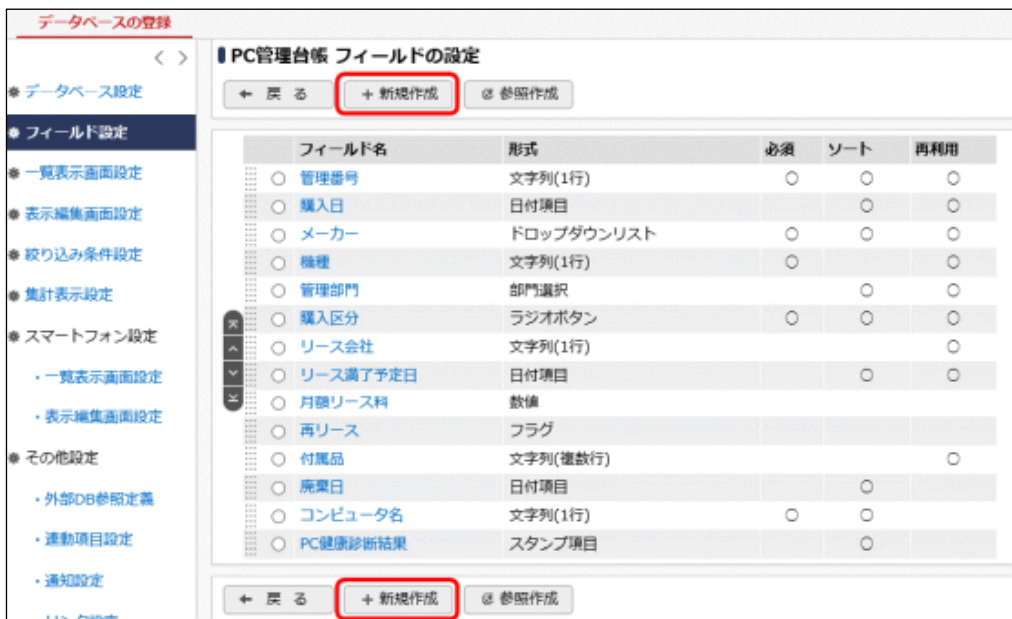 データベースの登録
< >
データベース設定
フィールド設定
一覧表示画面設定
表示編集画面設定
絞り込み条件設定
集計表示設定
スマートフォン設定
・一覧表示画面設定
・表示編集画面設定
その他設定
・外部DB参照定義
・連動項目設定
・通知設定
PC管理台帳 フィールドの設定
← 戻 る + 新規作成 参照作成
フィールド名 形式 必須 ソート 再利用
管理番号 文字列(1行) ○ ○ ○
購入日 日付項目 ○ ○
メーカー ドロップダウンリスト ○ ○ ○
機種 文字列(1行) ○ ○
管理部門 部門選択 ○ ○
購入区分 ラジオボタン ○ ○ ○
リース会社 文字列(1行) ○
リース満了予定日 日付項目 ○ ○
月額リース料 数値
再リース フラグ
付属品 文字列(複数行) ○
廃棄日 日付項目 ○
コンピュータ名 文字列(1行) ○ ○
PC健康診断結果 スタンプ項目 ○
← 戻 る + 新規作成 参照作成